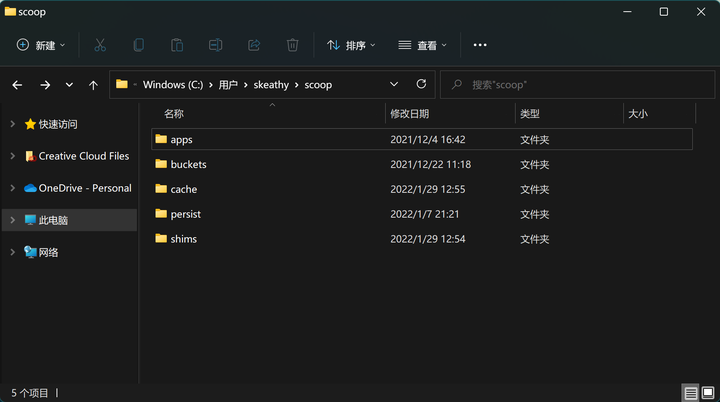 scoop
新建
排序
查看
Windows (C:) › 用户 › skeathy › scoop
搜索"scoop"
名称 修改日期 类型 大小
快速访问
Creative Cloud Files
OneDrive - Personal
此电脑
网络
apps 2021/12/4 16:42 文件夹
buckets 2021/12/22 11:18 文件夹
cache 2022/1/29 12:55 文件夹
persist 2022/1/7 21:21 文件夹
shims 2022/1/29 12:54 文件夹
5 个项目